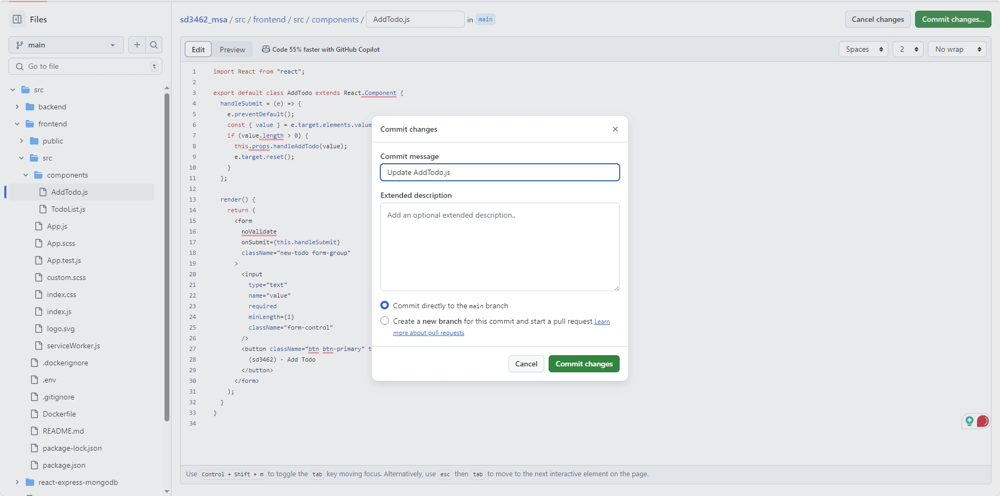 Files
main
Go to file
t
src
backend
frontend
public
src
components
AddTodo.js
TodoList.js
App.js
App.scss
App.test.js
custom.scss
index.css
index.js
logo.svg
serviceWorker.js
.dockerignore
.env
.gitignore
Dockerfile
README.md
package-lock.json
package.json
react-express-mongodb
sd3462_msa / src / frontend / src / components / AddTodo.js in main
Cancel changes
Commit changes...
Edit
Preview
Code 55% faster with GitHub Copilot
Spaces
2
No wrap
1 import React from "react";
2
3 export default class AddTodo extends React.Component {
4 handleSubmit = (e) => {
5 e.preventDefault();
6 const { value } = e.target.elements.value
7 if (value.length > 0) {
8 this.props.handleAddTodo(value);
9 e.target.reset();
10 }
11 };
12
13 render() {
14 return (
15 <form
16 noValidate
17 onSubmit={this.handleSubmit}
18 className="new-todo form-group"
19 >
20 <input
21 type="text"
22 name="value"
23 required
24 minLength={1}
25 className="form-control"
26 />
27 <button className="btn btn-primary" t
28 (sd3462) - Add Todo
29 </button>
30 </form>
31 );
32 }
33 }
34
Commit changes
Commit message
Update AddTodo.js
Extended description
Add an optional extended description..
Commit directly to the main branch
Create a new branch for this commit and start a pull request Learn
more about pull requests
Cancel
Commit changes
Use Control + Shift + m to toggle the tab key moving focus. Alternatively, use esc then tab to move to the next interactive element on the page.